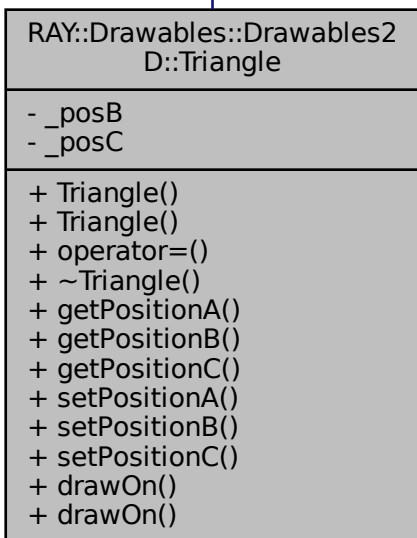 RAY::Drawables::Drawables2
D::Triangle
- _posB
- _posC
+ Triangle()
+ Triangle()
+ operator=()
+ ~Triangle()
+ getPositionA()
+ getPositionB()
+ getPositionC()
+ setPositionA()
+ setPositionB()
+ setPositionC()
+ drawOn()
+ drawOn()